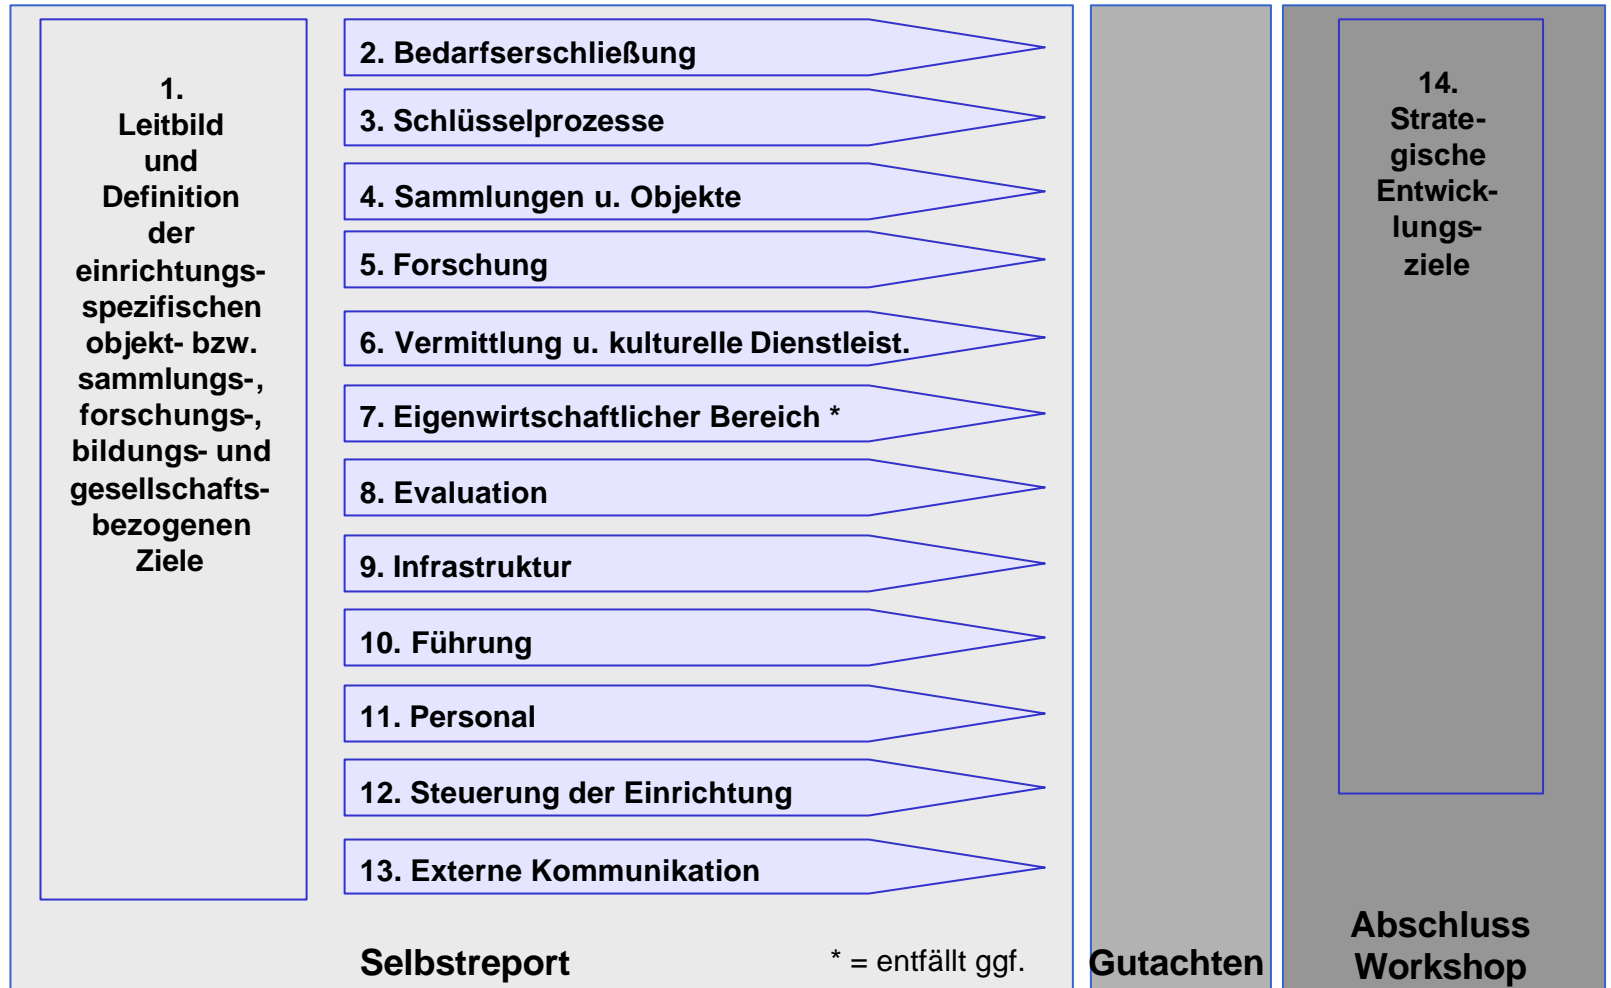 1.
Leitbild
und
Definition
der
einrichtungs-
spezifischen
objekt- bzw.
sammlungs-,
forschungs-,
bildungs- und
gesellschafts-
bezogenen
Ziele
2. Bedarfserschließung
3. Schlüsselprozesse
4. Sammlungen u. Objekte
5. Forschung
6. Vermittlung u. kulturelle Dienstleist.
7. Eigenwirtschaftlicher Bereich *
8. Evaluation
9. Infrastruktur
10. Führung
11. Personal
12. Steuerung der Einrichtung
13. Externe Kommunikation
Selbstreport
* = entfällt ggf.
Gutachten
14.
Strate-
gische
Entwick-
lungs-
ziele
Abschluss
Workshop